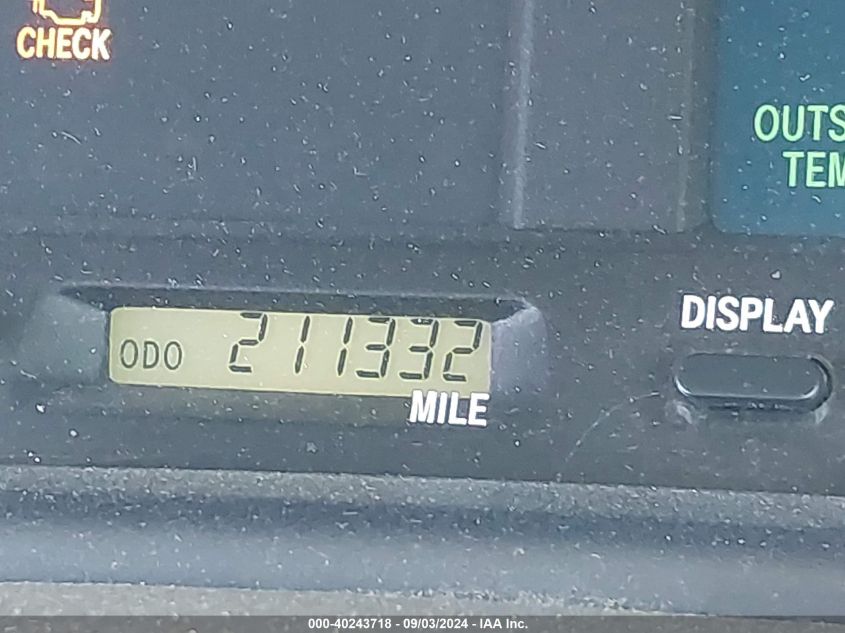 CHECK
OUTS
TEM
DISPLAY
ODO 211332
MILE
000-40243718 - 09/03/2024 - IAA Inc.